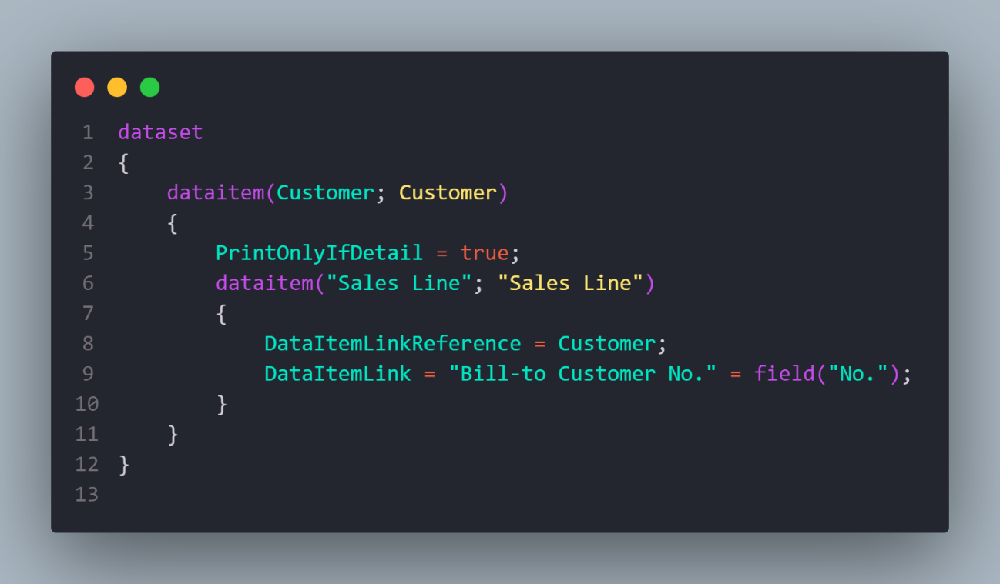 1 dataset
2 {
3     dataitem(Customer; Customer)
4     {
5         PrintOnlyIfDetail = true;
6         dataitem("Sales Line"; "Sales Line")
7         {
8             DataItemLinkReference = Customer;
9             DataItemLink = "Bill-to Customer No." = field("No.");
10         }
11     }
12 }
13